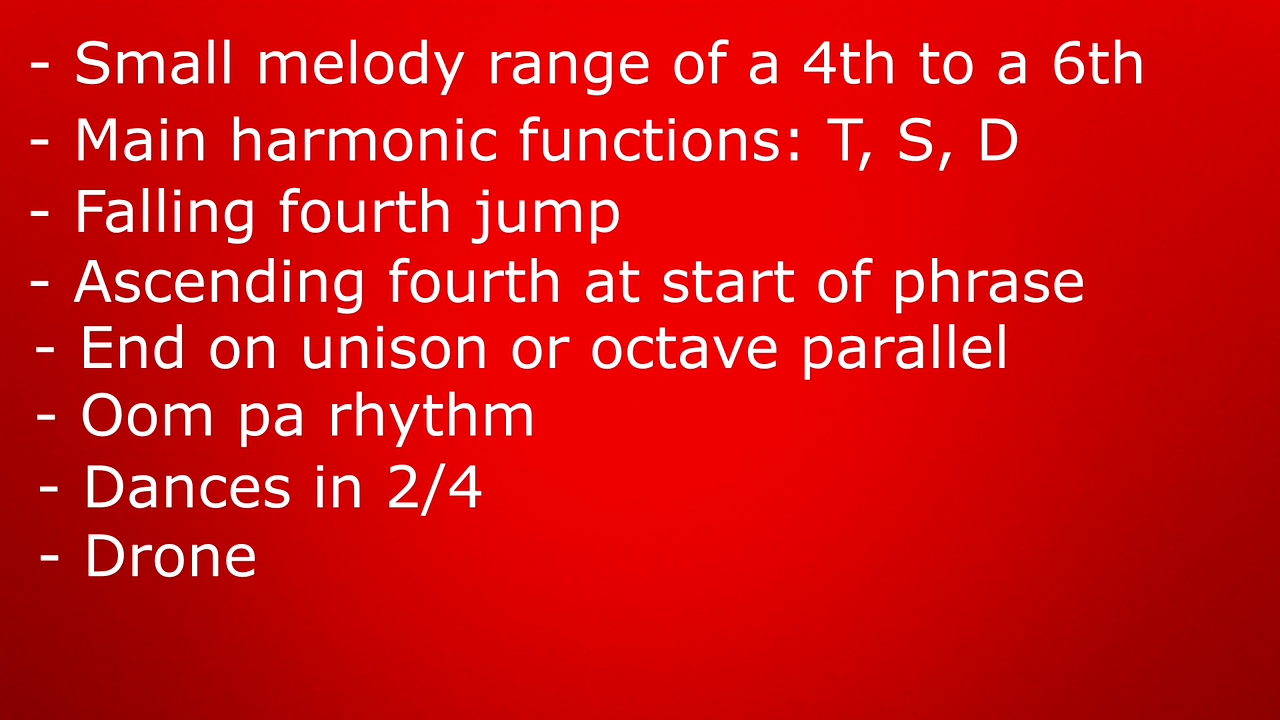 - Small melody range of a 4th to a 6th
- Main harmonic functions: T, S, D
- Falling fourth jump
- Ascending fourth at start of phrase
- End on unison or octave parallel
- Oom pa rhythm
- Dances in 2/4
- Drone